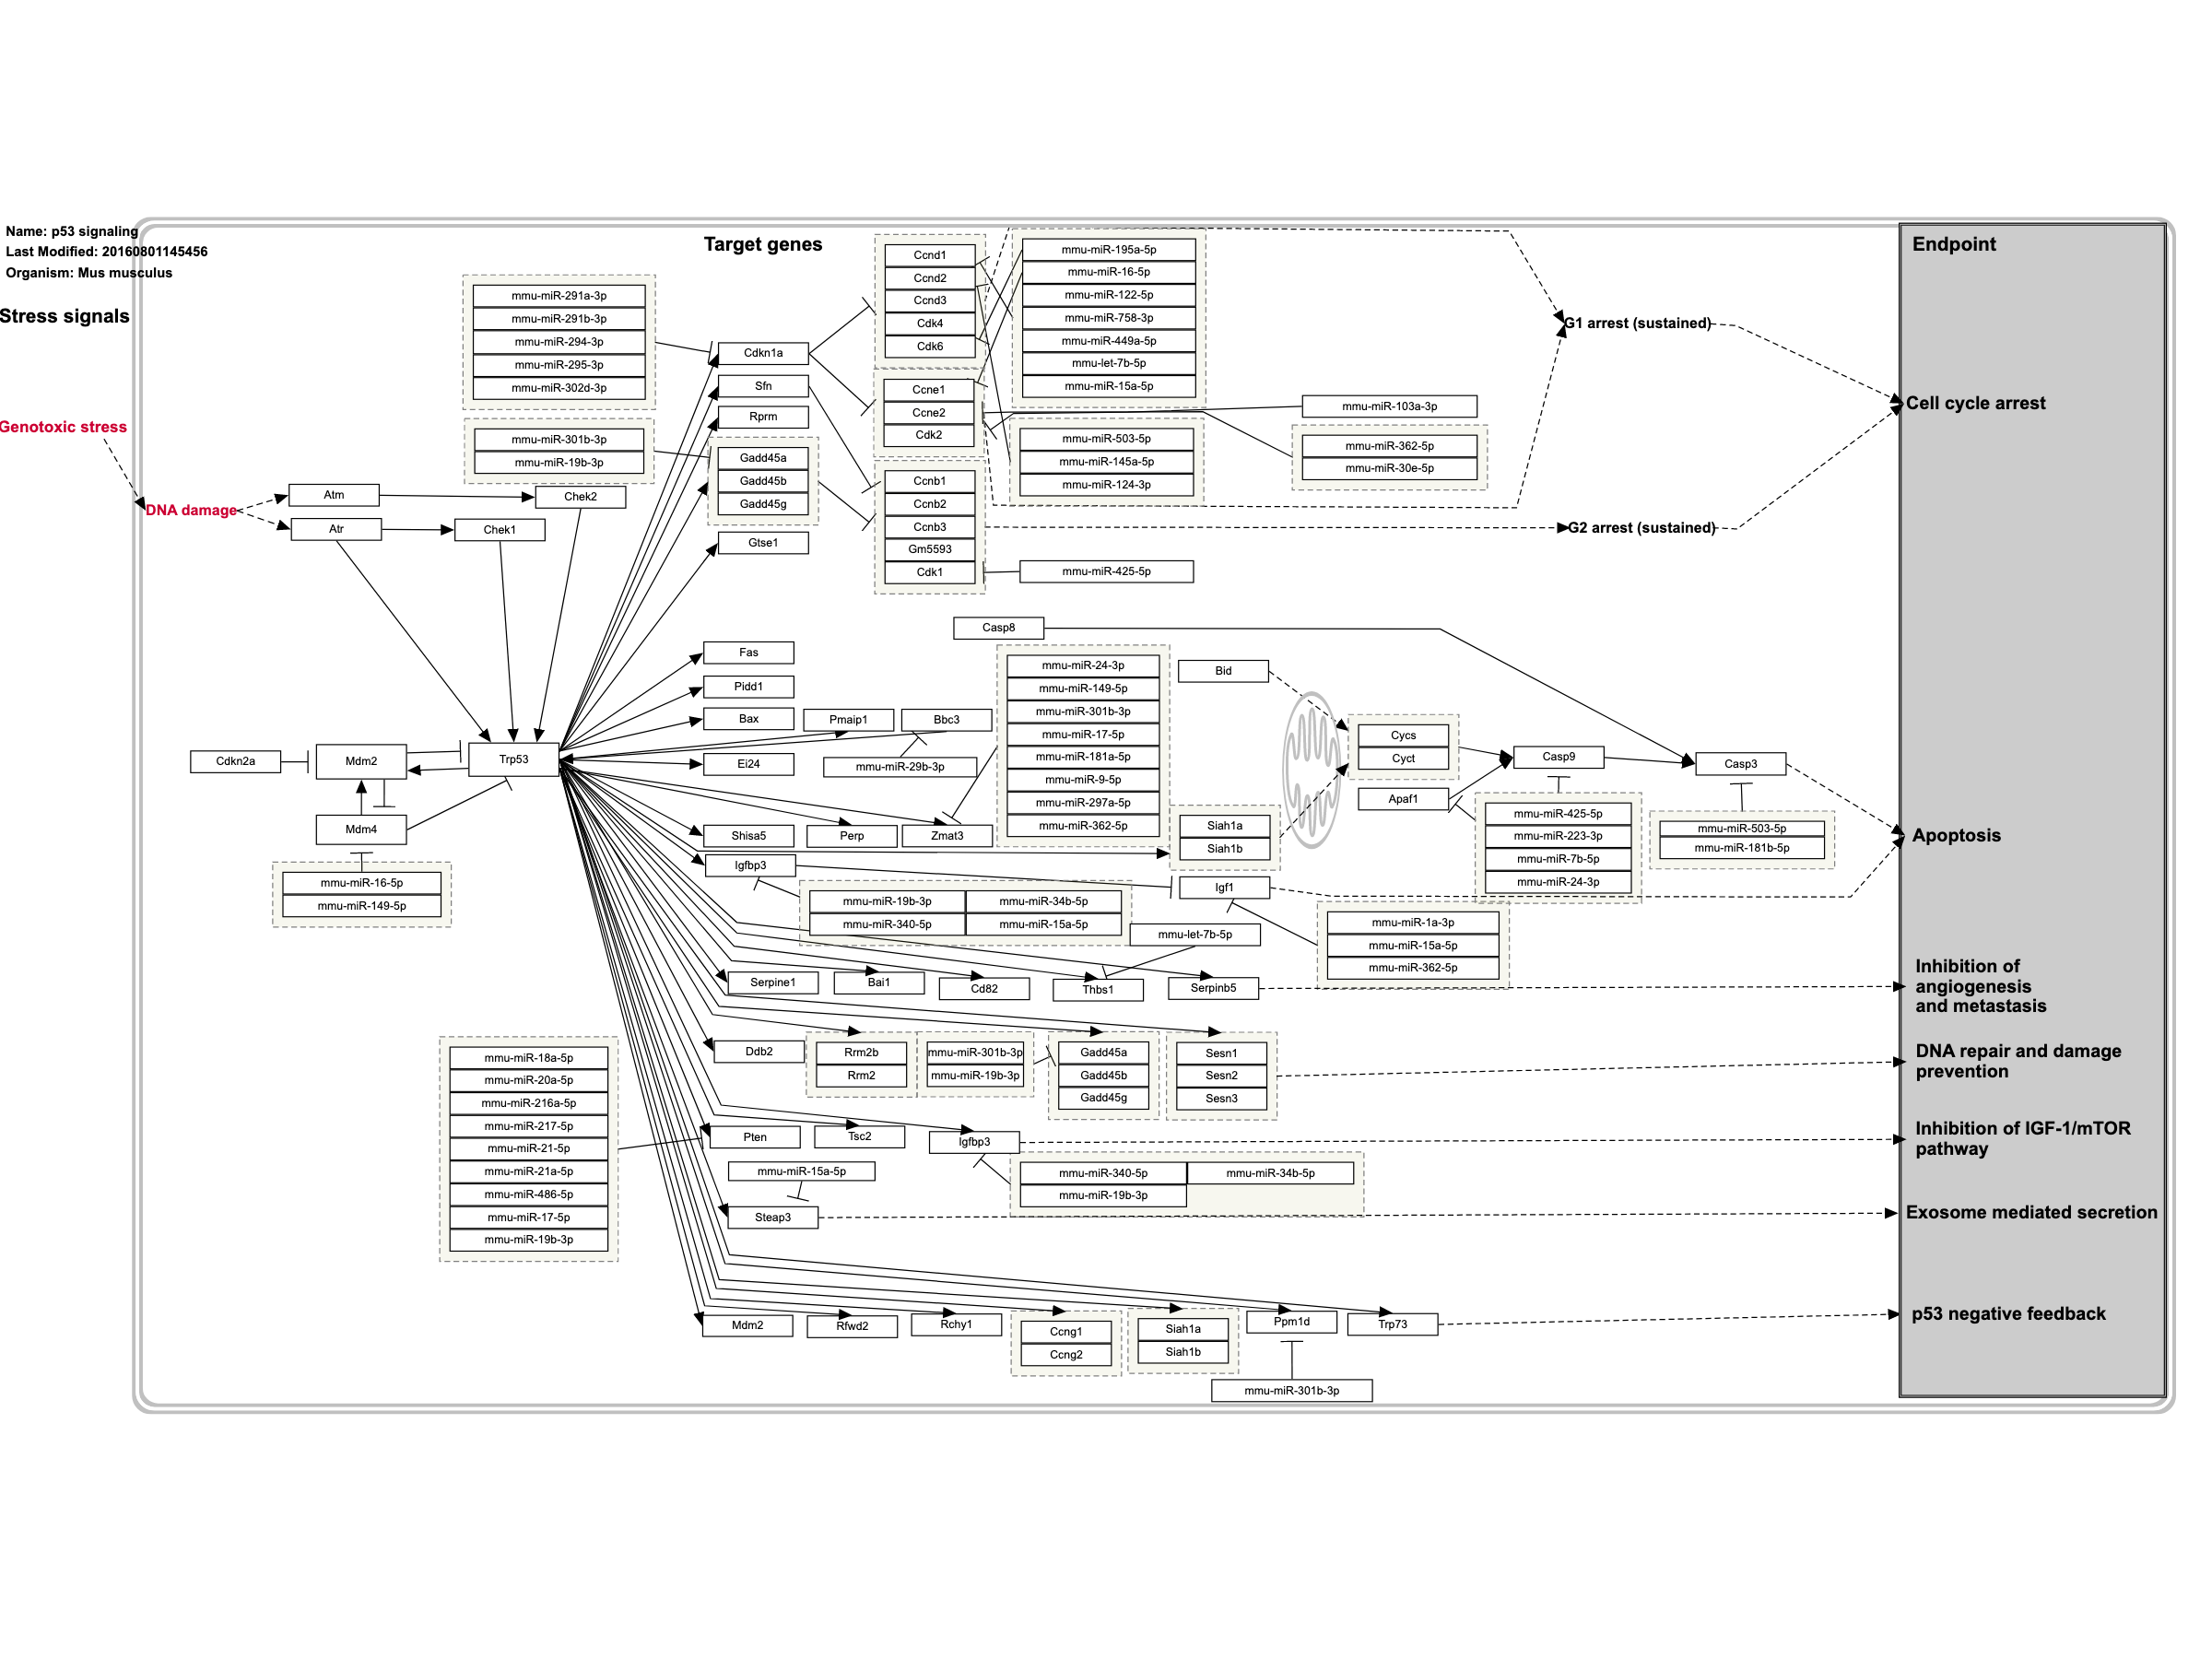 Name: p53 signaling
Last Modified: 20160801145456
Organism: Mus musculus
Stress signals
Genotoxic stress
DNA damage
Target genes
Endpoint
mmu-miR-291a-3p
mmu-miR-291b-3p
mmu-miR-294-3p
mmu-miR-295-3p
mmu-miR-302d-3p
mmu-miR-301b-3p
mmu-miR-19b-3p
Atm
Atr
Chek2
Chek1
Cdkn1a
Sfn
Rprm
Gadd45a
Gadd45b
Gadd45g
Gtse1
Ccnd1
Ccnd2
Ccnd3
Cdk4
Cdk6
Ccne1
Ccne2
Cdk2
Ccnb1
Ccnb2
Ccnb3
Gm5593
Cdk1
mmu-miR-195a-5p
mmu-miR-16-5p
mmu-miR-122-5p
mmu-miR-758-3p
mmu-miR-449a-5p
mmu-let-7b-5p
mmu-miR-15a-5p
mmu-miR-503-5p
mmu-miR-145a-5p
mmu-miR-124-3p
mmu-miR-425-5p
mmu-miR-103a-3p
mmu-miR-362-5p
mmu-miR-30e-5p
G1 arrest (sustained)
G2 arrest (sustained)
Cell cycle arrest
Cdkn2a
Mdm2
Mdm4
Trp53
mmu-miR-16-5p
mmu-miR-149-5p
Fas
Pidd1
Bax
Pmaip1
Bbc3
Ei24
mmu-miR-29b-3p
Shisa5
Perp
Zmat3
Casp8
mmu-miR-24-3p
mmu-miR-149-5p
mmu-miR-301b-3p
mmu-miR-17-5p
mmu-miR-181a-5p
mmu-miR-9-5p
mmu-miR-297a-5p
mmu-miR-362-5p
Bid
Siah1a
Siah1b
Cycs
Cyct
Apaf1
Casp9
Casp3
mmu-miR-425-5p
mmu-miR-223-3p
mmu-miR-7b-5p
mmu-miR-24-3p
mmu-miR-503-5p
mmu-miR-181b-5p
Apoptosis
Igfbp3
Igf1
mmu-miR-19b-3p
mmu-miR-34b-5p
mmu-miR-340-5p
mmu-miR-15a-5p
mmu-let-7b-5p
mmu-miR-1a-3p
mmu-miR-15a-5p
mmu-miR-362-5p
Serpine1
Bai1
Cd82
Thbs1
Serpinb5
Inhibition of
angiogenesis
and metastasis
Ddb2
Rrm2b
Rrm2
mmu-miR-301b-3p
mmu-miR-19b-3p
Gadd45a
Gadd45b
Gadd45g
Sesn1
Sesn2
Sesn3
DNA repair and damage
prevention
mmu-miR-18a-5p
mmu-miR-20a-5p
mmu-miR-216a-5p
mmu-miR-217-5p
mmu-miR-21-5p
mmu-miR-21a-5p
mmu-miR-486-5p
mmu-miR-17-5p
mmu-miR-19b-3p
Pten
Tsc2
Igfbp3
Inhibition of IGF-1/mTOR
pathway
mmu-miR-15a-5p
mmu-miR-340-5p
mmu-miR-34b-5p
mmu-miR-19b-3p
Steap3
Exosome mediated secretion
Mdm2
Rfwd2
Rchy1
Ccng1
Ccng2
Siah1a
Siah1b
Ppm1d
Trp73
mmu-miR-301b-3p
p53 negative feedback